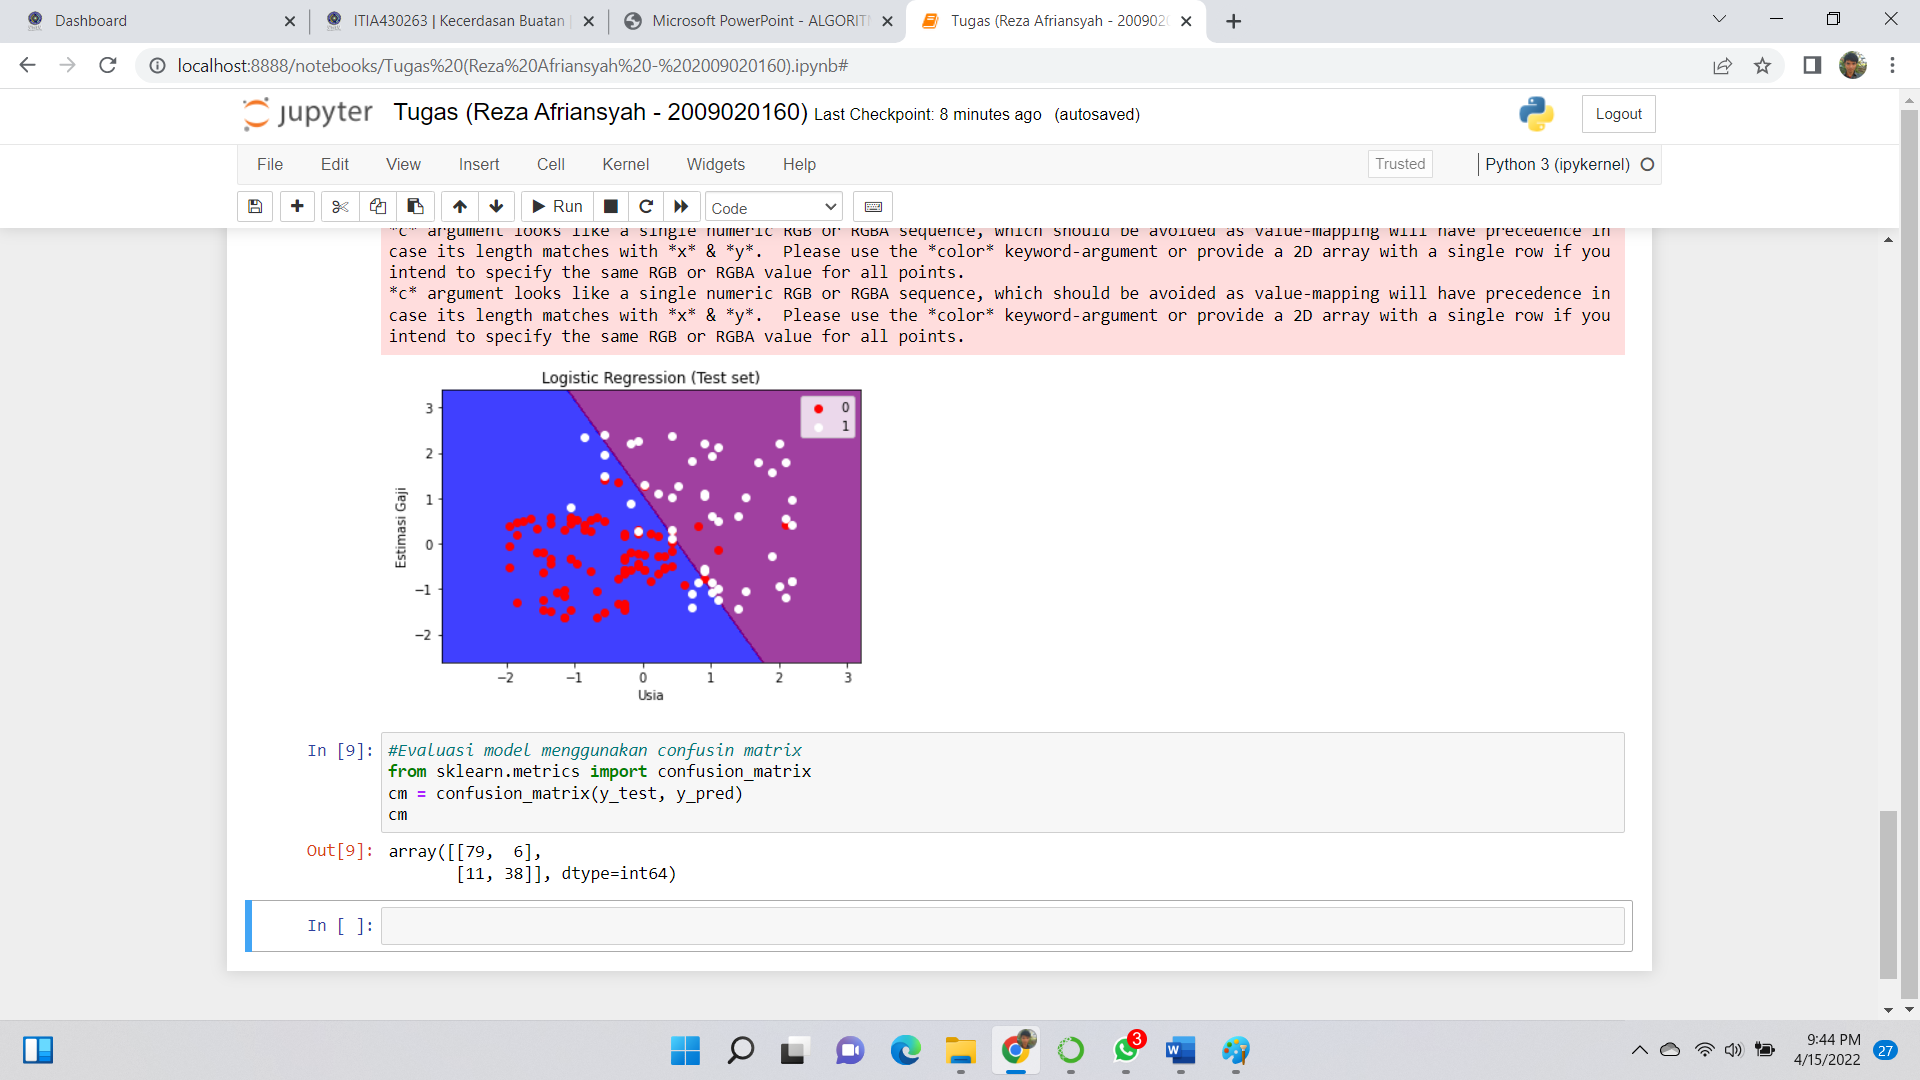 Dashboard
ITIA430263 | Kecerdasan Buatan
Microsoft PowerPoint - ALGORIT
Tugas (Reza Afriansyah - 200902
localhost:8888/notebooks/Tugas%20(Reza%20Afriansyah%20-%202009020160).ipynb#
jupyter Tugas (Reza Afriansyah - 2009020160) Last Checkpoint: 8 minutes ago (autosaved)
Logout
File Edit View Insert Cell Kernel Widgets Help
Trusted
Python 3 (ipykernel)
Run
Code
*c* argument looks like a single numeric RGB or RGBA sequence, which should be avoided as value-mapping will have precedence in
case its length matches with *x* & *y*. Please use the *color* keyword-argument or provide a 2D array with a single row if you
intend to specify the same RGB or RGBA value for all points.
*c* argument looks like a single numeric RGB or RGBA sequence, which should be avoided as value-mapping will have precedence in
case its length matches with *x* & *y*. Please use the *color* keyword-argument or provide a 2D array with a single row if you
intend to specify the same RGB or RGBA value for all points.
Logistic Regression (Test set)
0
1
3
2
1
0
−1
−2
Estimasi Gaji
−2 −1 0 1 2 3
Usia
In [9]: #Evaluasi model menggunakan confusin matrix
from sklearn.metrics import confusion_matrix
cm = confusion_matrix(y_test, y_pred)
cm
Out[9]: array([[79, 6],
[11, 38]], dtype=int64)
In [ ]:
3
W
9:44 PM
4/15/2022
27